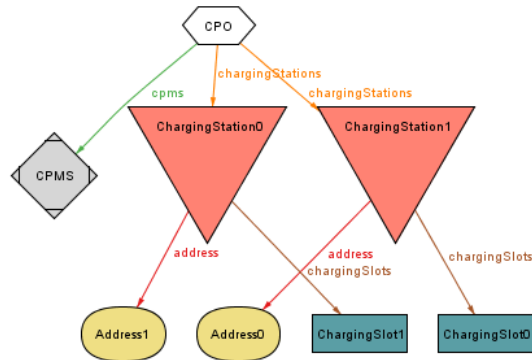 CPO
chargingStations
cpms
chargingStations
ChargingStation0
ChargingStation1
CPMS
address
address
chargingSlots
chargingSlots
Address1
Address0
ChargingSlot1
ChargingSlot0